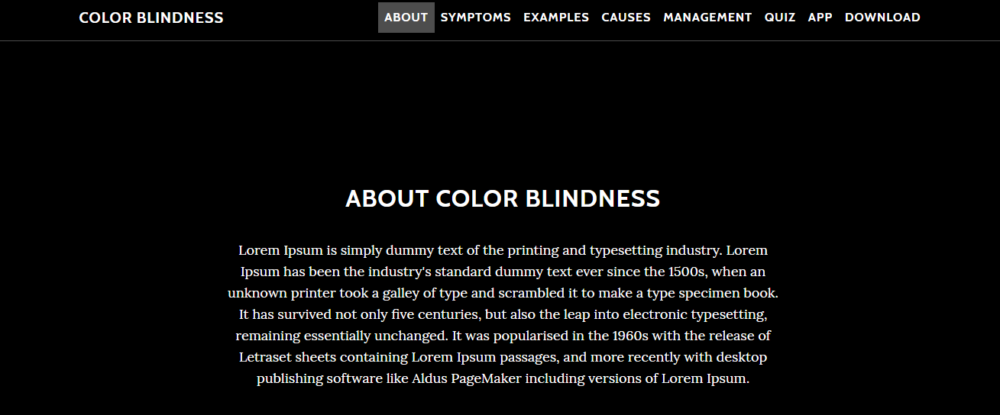 COLOR BLINDNESS
ABOUT SYMPTOMS EXAMPLES CAUSES MANAGEMENT QUIZ APP DOWNLOAD
ABOUT COLOR BLINDNESS
Lorem Ipsum is simply dummy text of the printing and typesetting industry. Lorem
Ipsum has been the industry's standard dummy text ever since the 1500s, when an
unknown printer took a galley of type and scrambled it to make a type specimen book.
It has survived not only five centuries, but also the leap into electronic typesetting,
remaining essentially unchanged. It was popularised in the 1960s with the release of
Letraset sheets containing Lorem Ipsum passages, and more recently with desktop
publishing software like Aldus PageMaker including versions of Lorem Ipsum.